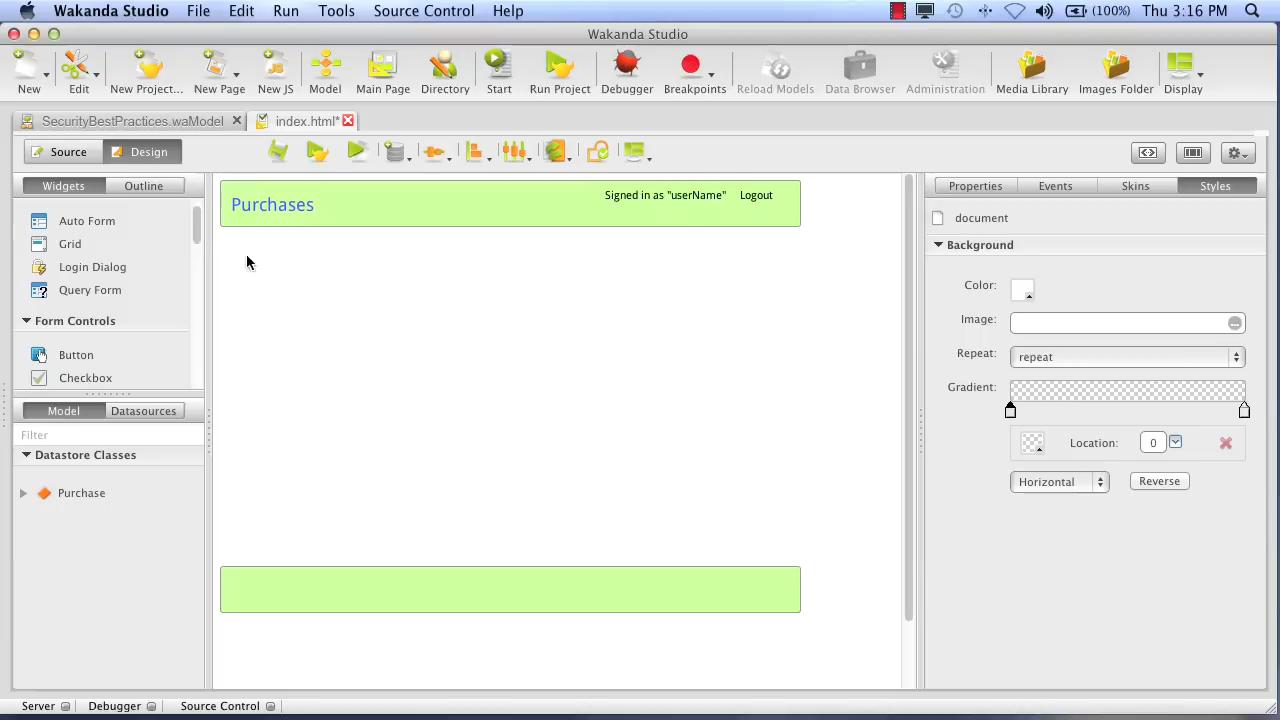 Wakanda Studio File Edit Run Tools Source Control Help (100%) Thu 3:16 PM
Wakanda Studio
New Edit New Project... New Page New JS Model Main Page Directory Start Run Project Debugger Breakpoints Reload Models Data Browser Administration Media Library Images Folder Display
SecurityBestPractices.waModel index.html*
Source Design
Widgets Outline Properties Events Skins Styles
Purchases Signed in as "userName" Logout
Auto Form
Grid
Login Dialog
Query Form
Form Controls
Button
Checkbox
Model Datasources
Filter
Datastore Classes
Purchase
document
Background
Color:
Image:
Repeat: repeat
Gradient:
Location: 0
Horizontal Reverse
Server Debugger Source Control